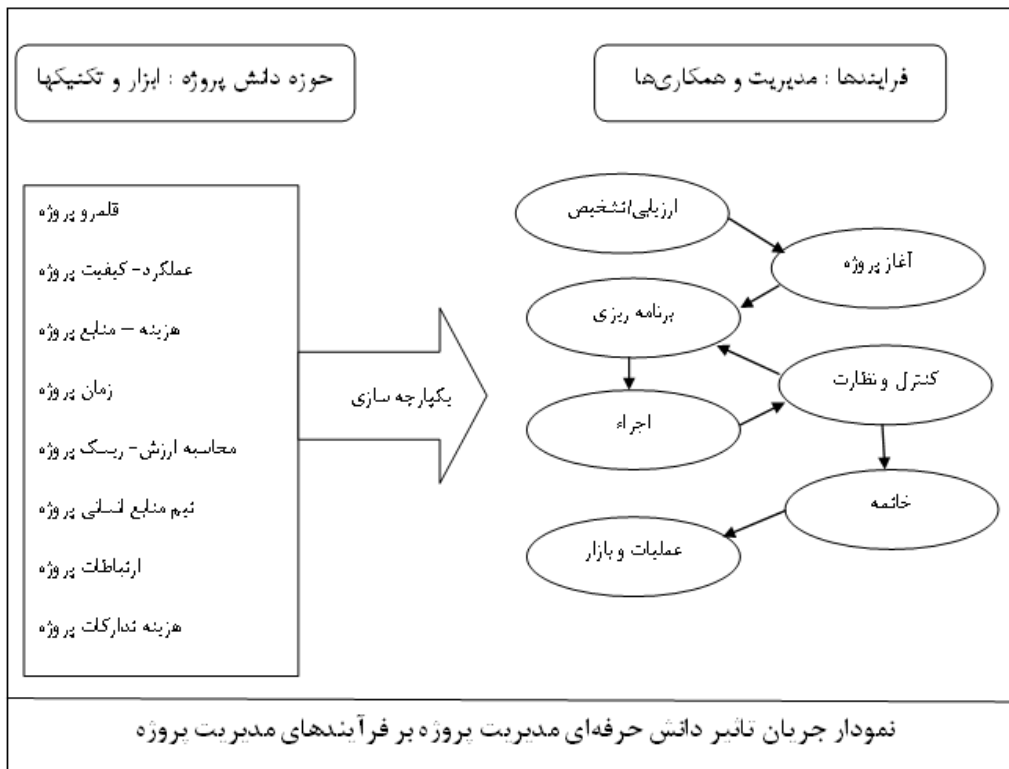 فرایندها : مدیریت و همکاری‌ها
حوزه دانش پروژه : ابزار و تکنیکها
ارزیابی/تشخیص
آغاز پروژه
برنامه ریزی
کنترل و نظارت
اجراء
خاتمه
عملیات و بازار
یکپارچه سازی
قلمرو پروژه
عملکرد- کیفیت پروژه
هزینه – منابع پروژه
زمان پروژه
محاسبه ارزش- ریسک پروژه
تیم منابع انسانی پروژه
ارتباطات پروژه
هزینه تدارکات پروژه
نمودار جریان تاثیر دانش حرفه‌ای مدیریت پروژه بر فرآیندهای مدیریت پروژه